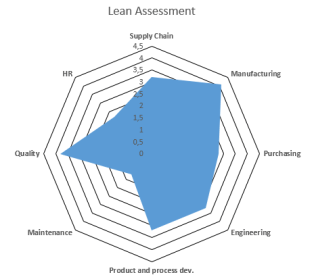 Lean Assessment
Supply Chain
4,5
4
3,5
3
2,5
2
1,5
1
0,5
0
HR
Manufacturing
Quality
Purchasing
Maintenance
Engineering
Product and process dev.